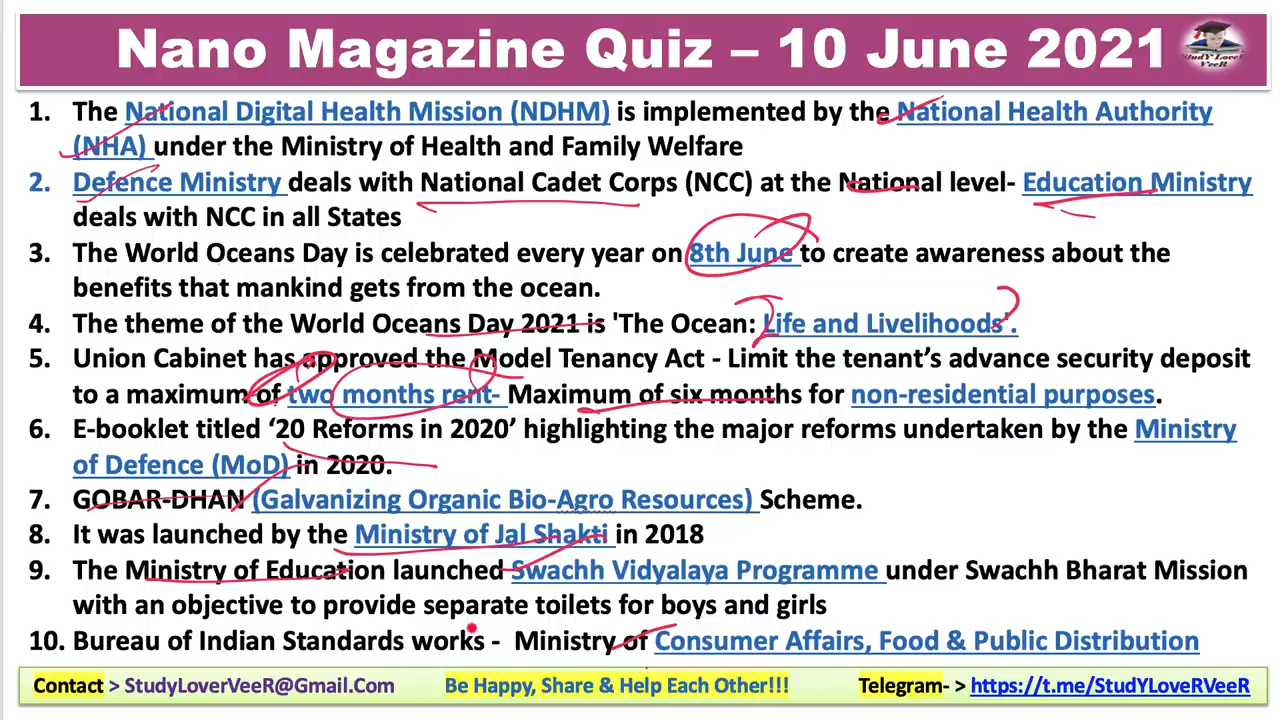 Nano Magazine Quiz – 10 June 2021
StudY LoveR
VeeR
1. The National Digital Health Mission (NDHM) is implemented by the National Health Authority
(NHA) under the Ministry of Health and Family Welfare
2. Defence Ministry deals with National Cadet Corps (NCC) at the National level- Education Ministry
deals with NCC in all States
3. The World Oceans Day is celebrated every year on 8th June to create awareness about the
benefits that mankind gets from the ocean.
4. The theme of the World Oceans Day 2021 is 'The Ocean: Life and Livelihoods'.
5. Union Cabinet has approved the Model Tenancy Act - Limit the tenant’s advance security deposit
to a maximum of two months rent- Maximum of six months for non-residential purposes.
6. E-booklet titled ‘20 Reforms in 2020’ highlighting the major reforms undertaken by the Ministry
of Defence (MoD) in 2020.
7. GOBAR-DHAN (Galvanizing Organic Bio-Agro Resources) Scheme.
8. It was launched by the Ministry of Jal Shakti in 2018
9. The Ministry of Education launched Swachh Vidyalaya Programme under Swachh Bharat Mission
with an objective to provide separate toilets for boys and girls
10. Bureau of Indian Standards works - Ministry of Consumer Affairs, Food & Public Distribution
Contact > StudyLoverVeeR@Gmail.Com Be Happy, Share & Help Each Other!!! Telegram- > https://t.me/StudYLoveRVeeR